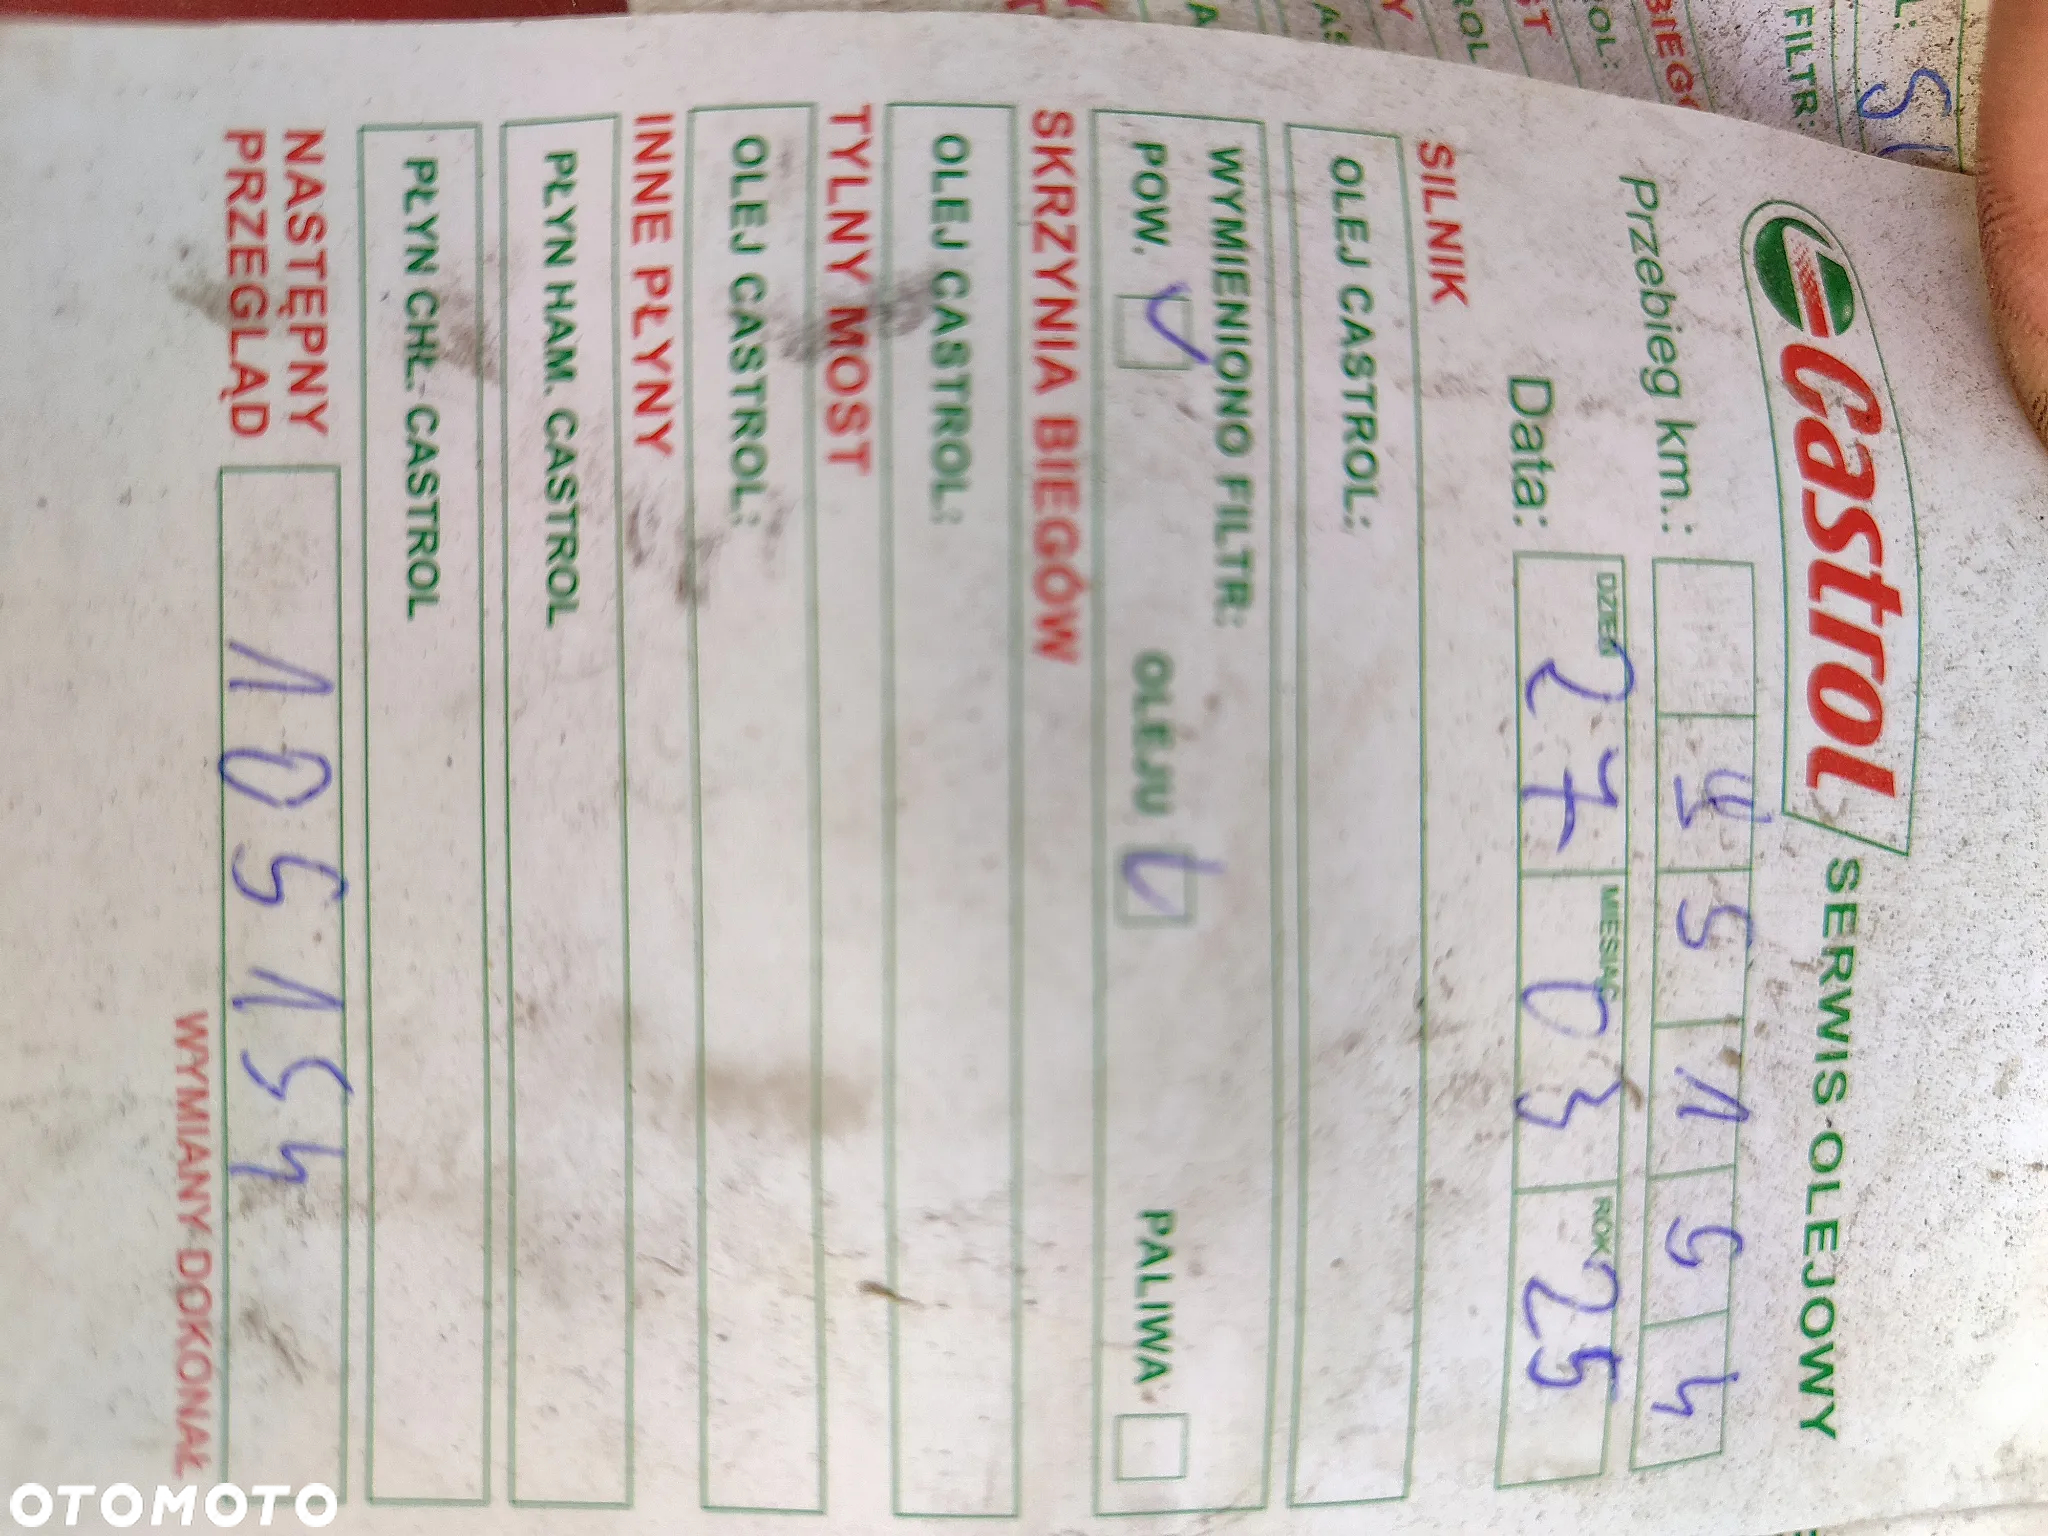 Castrol SERWIS OLEJOWY
Przebieg km.: 95154
DZIEŃ MIESIĄC ROK
Data: 27 03 25
SILNIK
OLEJ CASTROL:
WYMIENIONO FILTR:
POW. OLEJU PALIWA
SKRZYNIA BIEGÓW
OLEJ CASTROL:
TYLNY MOST
OLEJ CASTROL:
INNE PŁYNY
PŁYN HAM. CASTROL
PŁYN CHŁ. CASTROL
NASTĘPNY
PRZEGLĄD 105154
WYMIANY DOKONAŁ
FILTR:
OTOMOTO